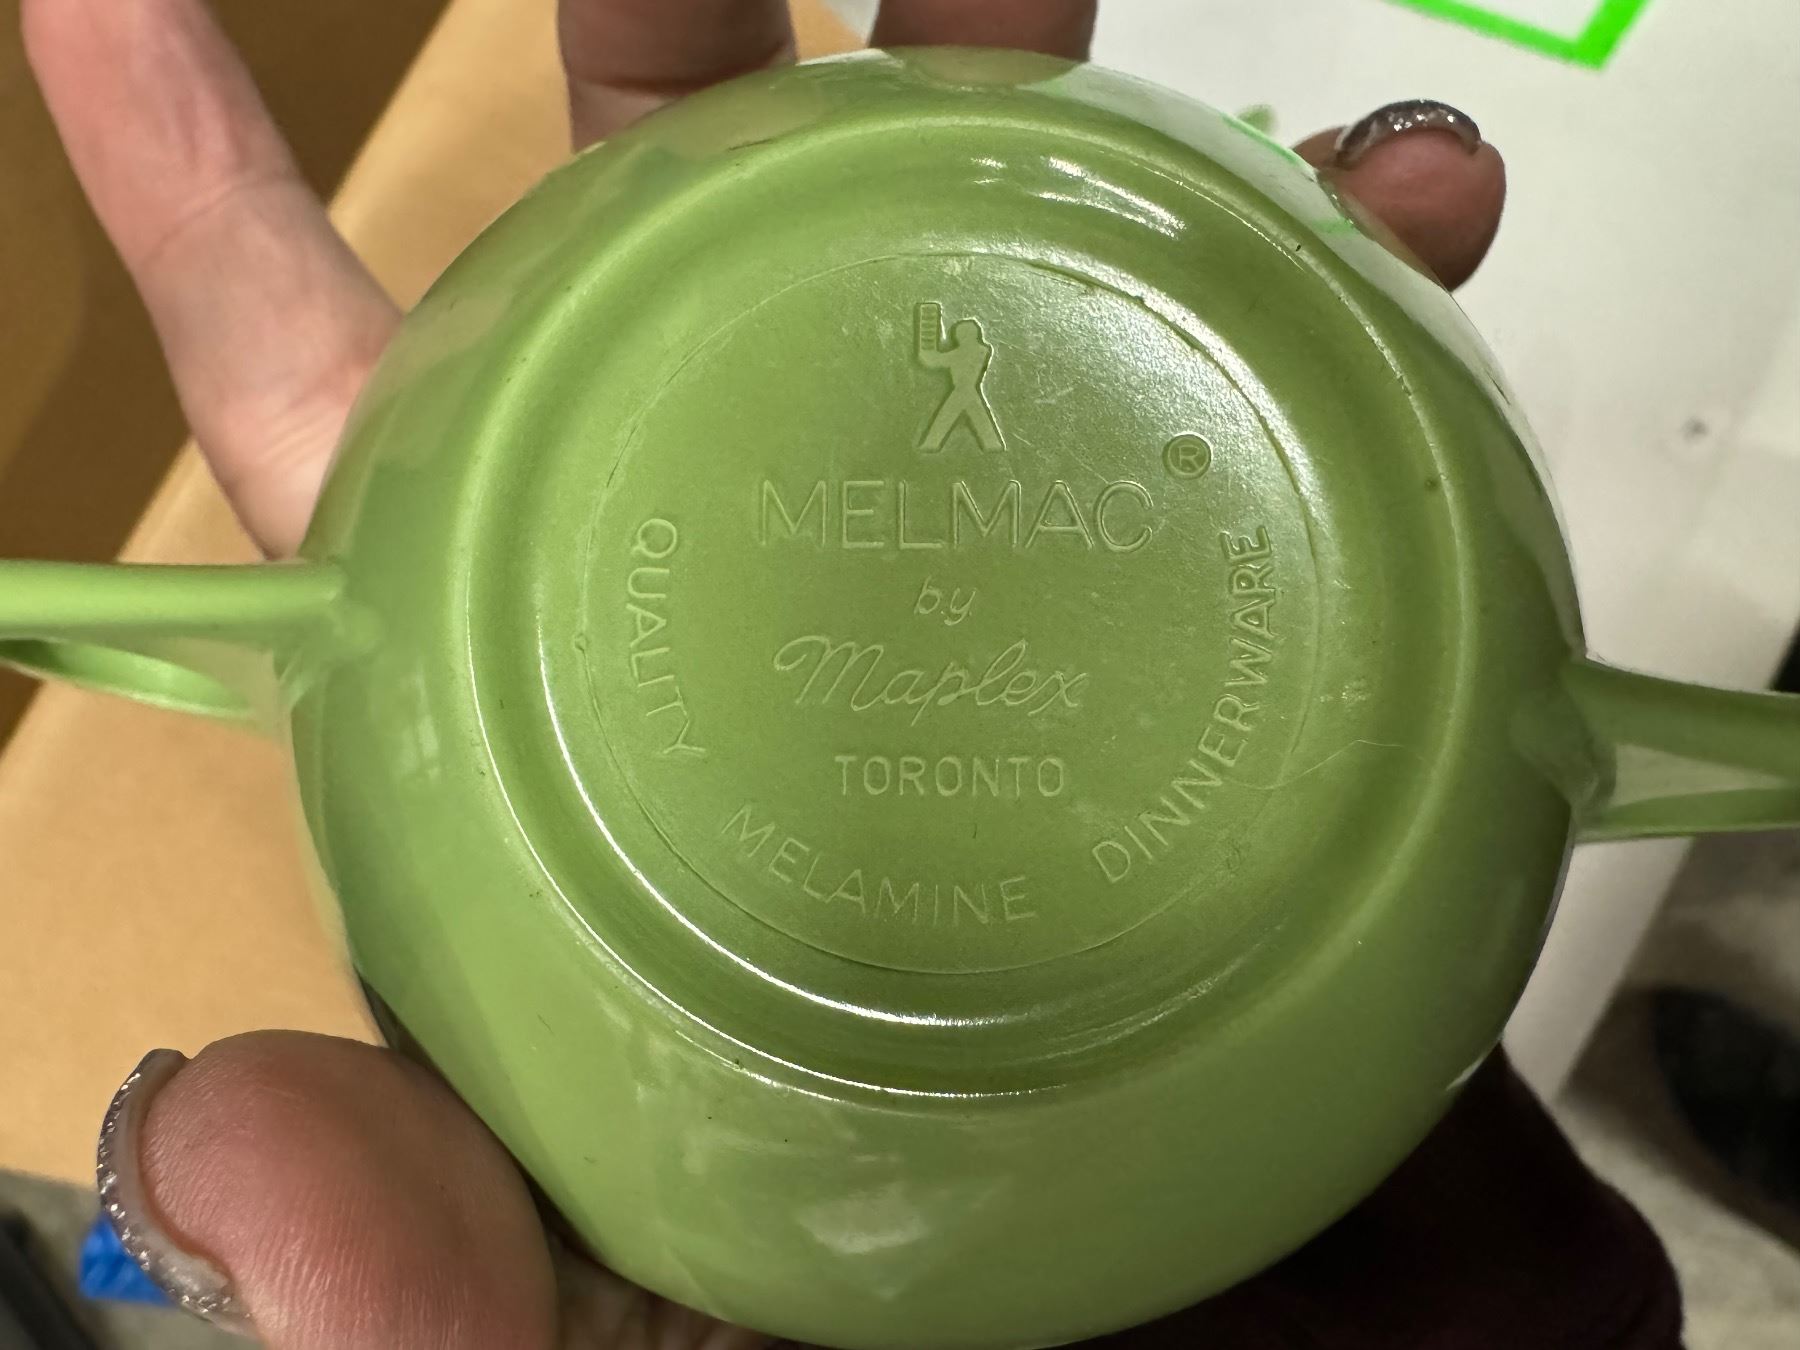 MELMAC ®
by
Maplex
TORONTO
QUALITY MELAMINE DINNERWARE